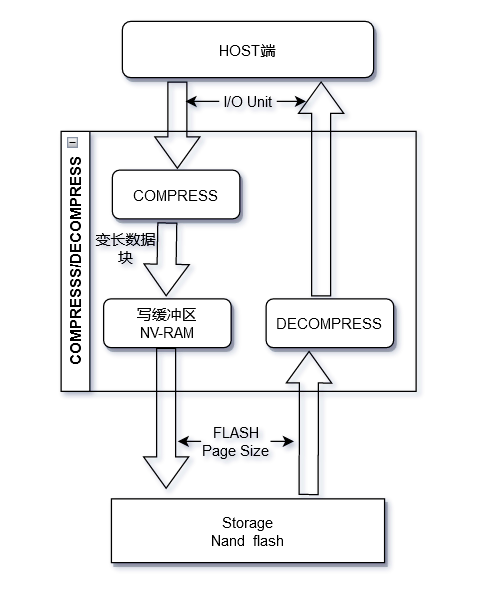 HOST端
I/O Unit
COMPRESSS/DECOMPRESS
COMPRESS
变长数据
块
写缓冲区
NV-RAM
DECOMPRESS
FLASH
Page Size
Storage
Nand flash